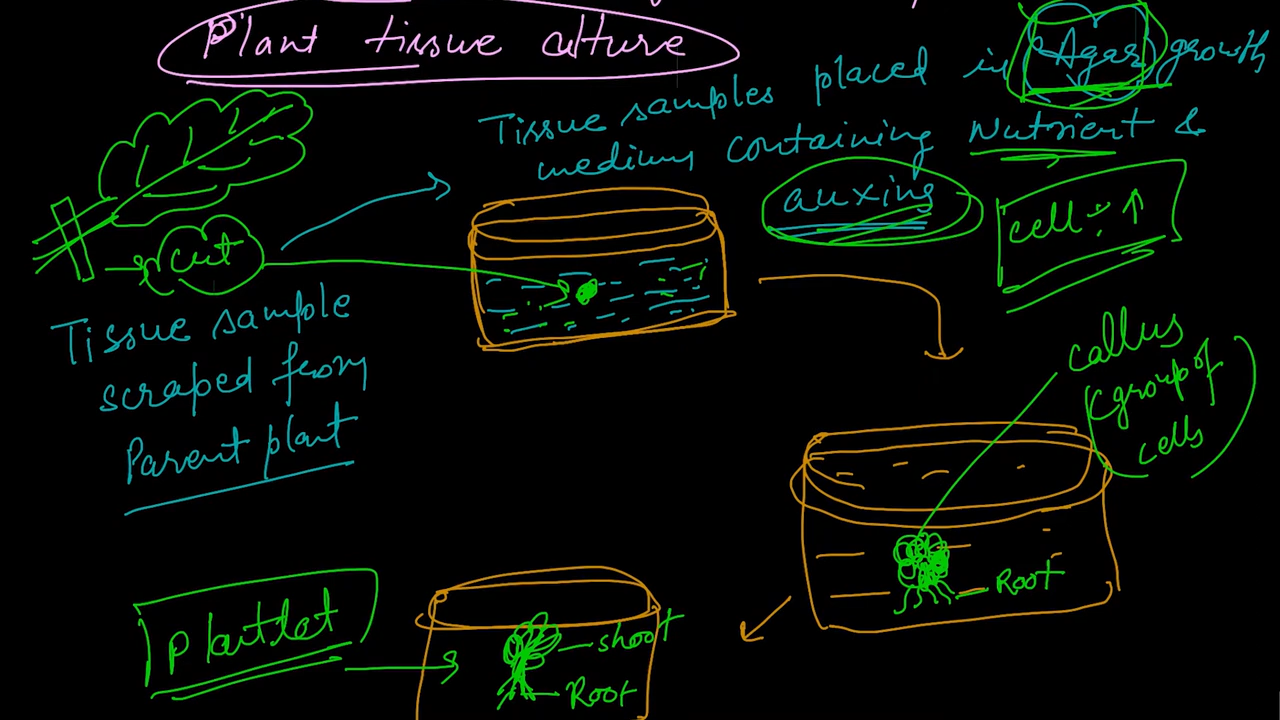 Plant tissue culture
Tissue samples placed in Agar growth
medium containing Nutrient &
auxins
cell ÷ ↑
cut
Tissue sample
scraped from
Parent plant
callus
(group of
cells)
Root
Plantlet
shoot
Root